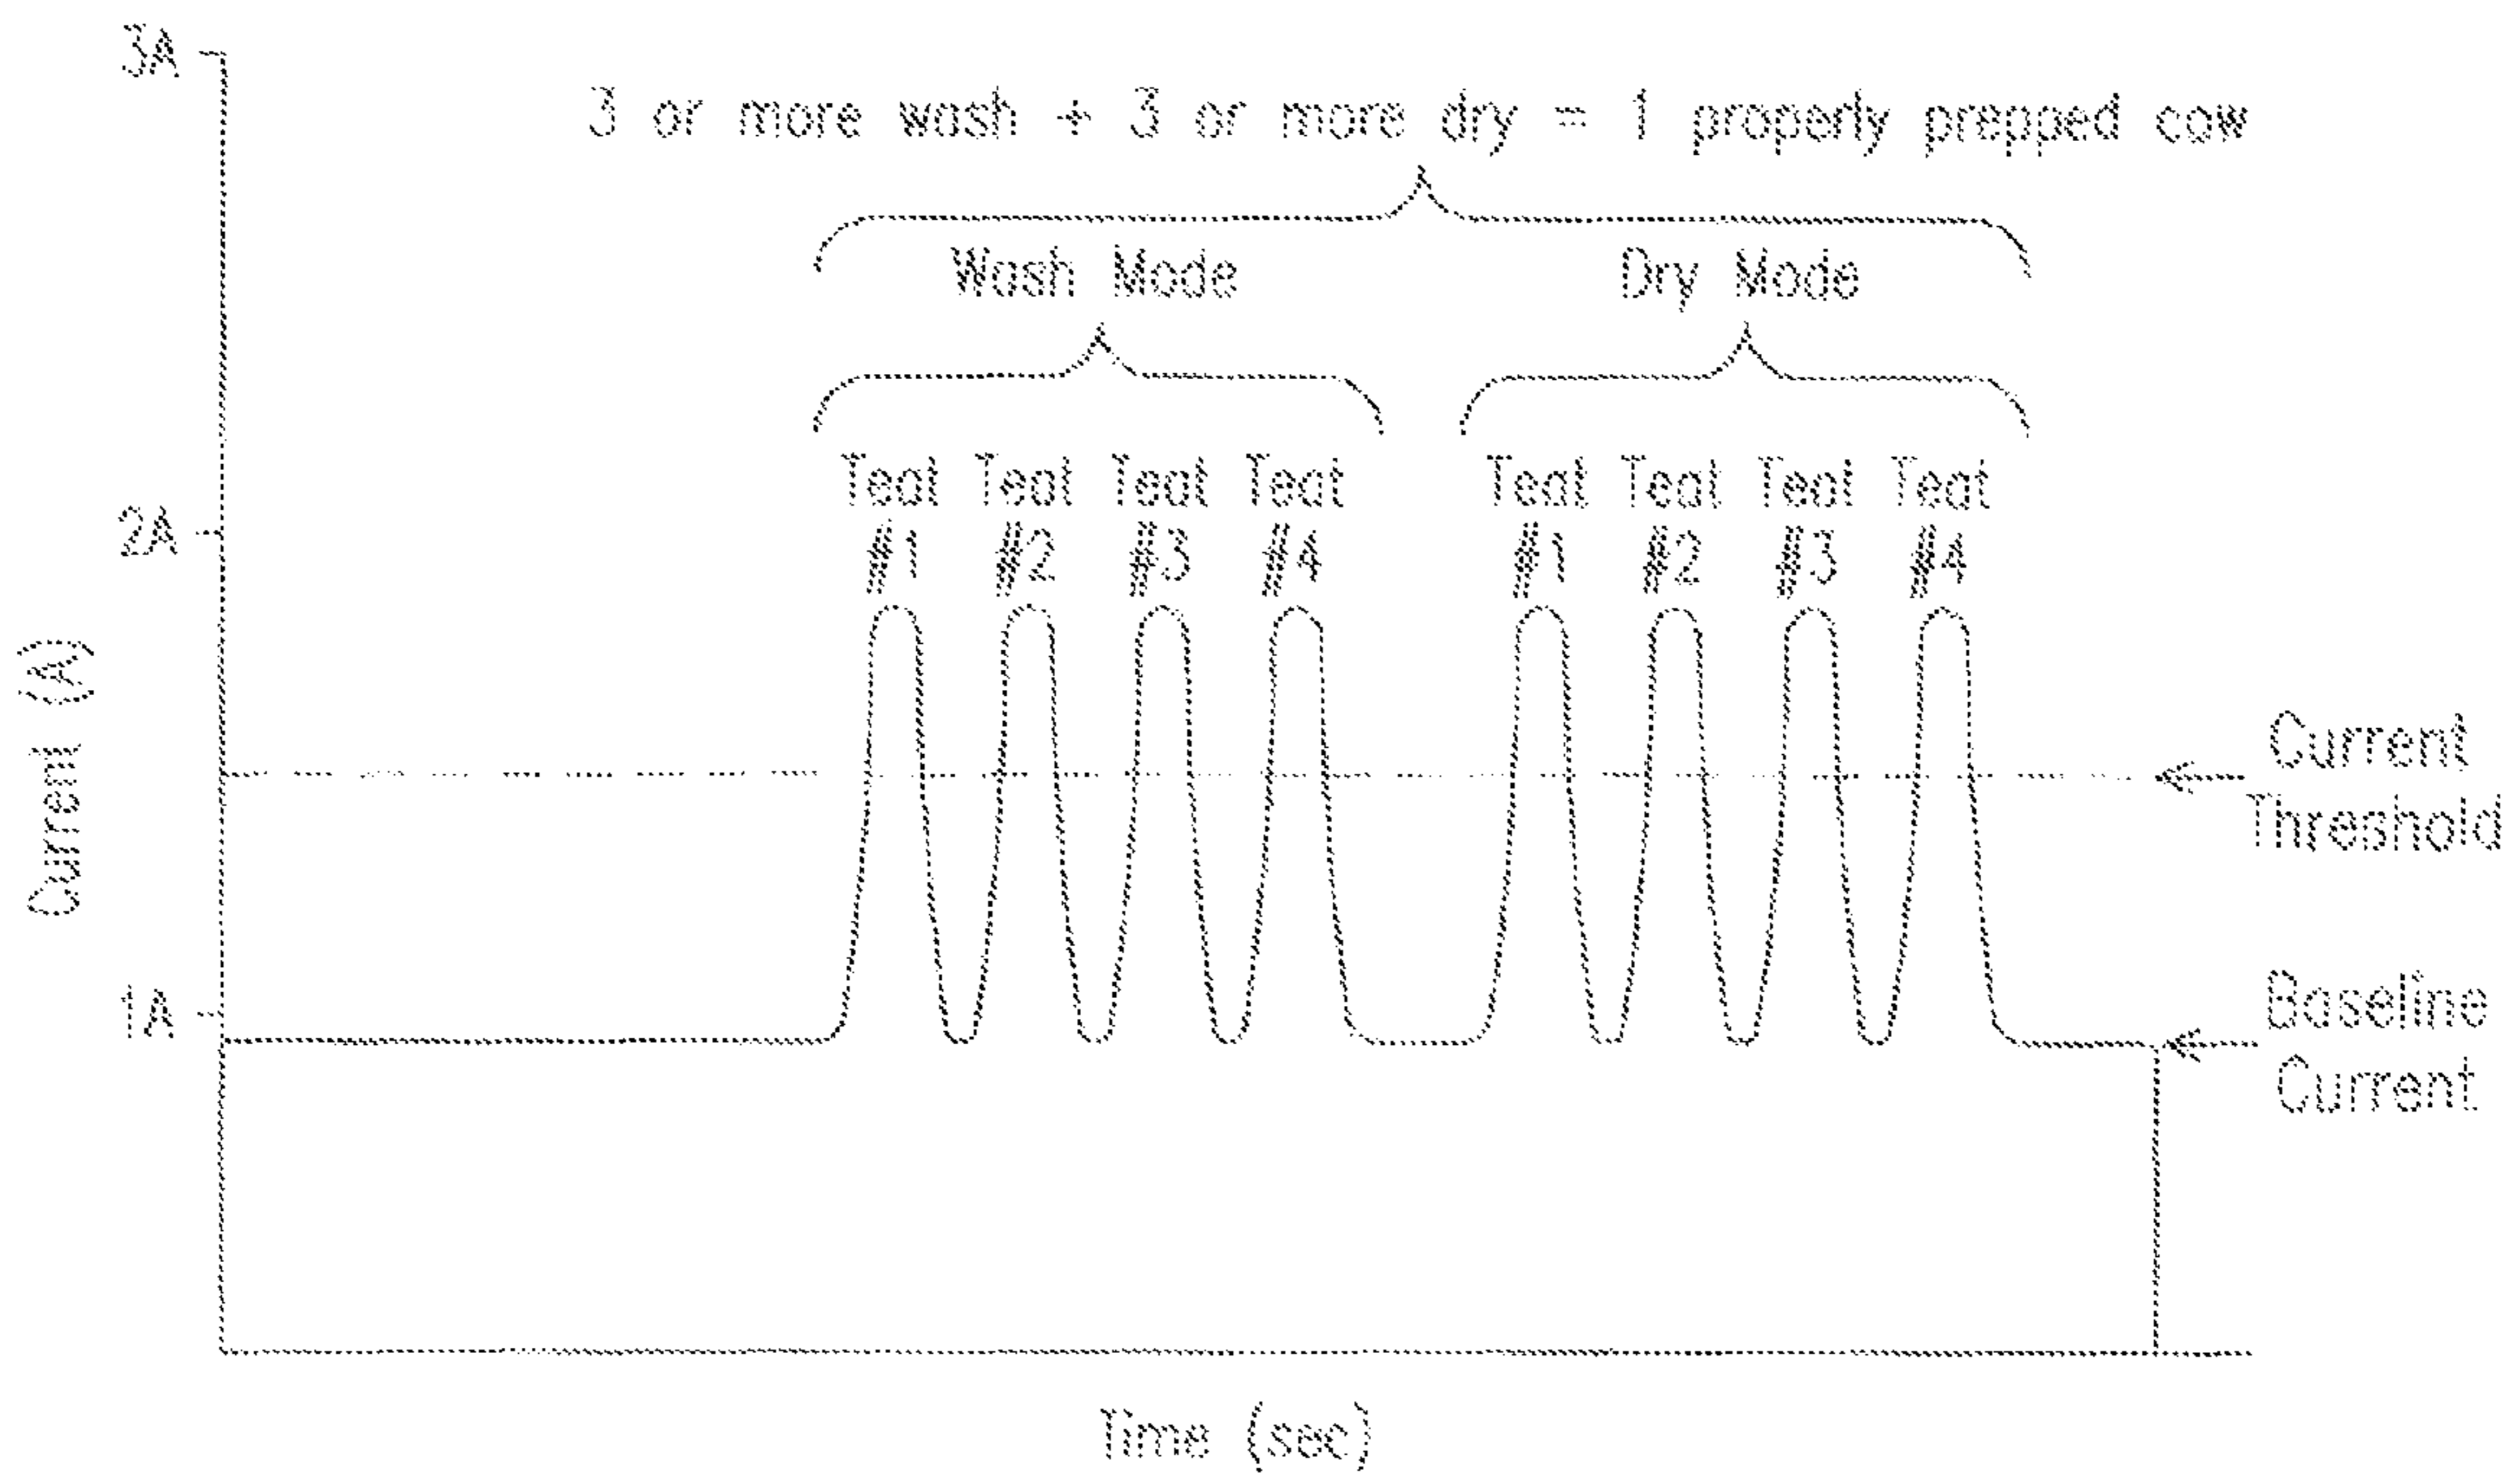 3A
3 or more wash + 3 or more dry = 1 properly prepped cow
Wash Mode
Dry Mode
Teat Teat Teat Teat
#1 #2 #3 #4
Teat Teat Teat Teat
#1 #2 #3 #4
2A
Current (A)
Current
Threshold
1A
Baseline
Current
Time (sec)